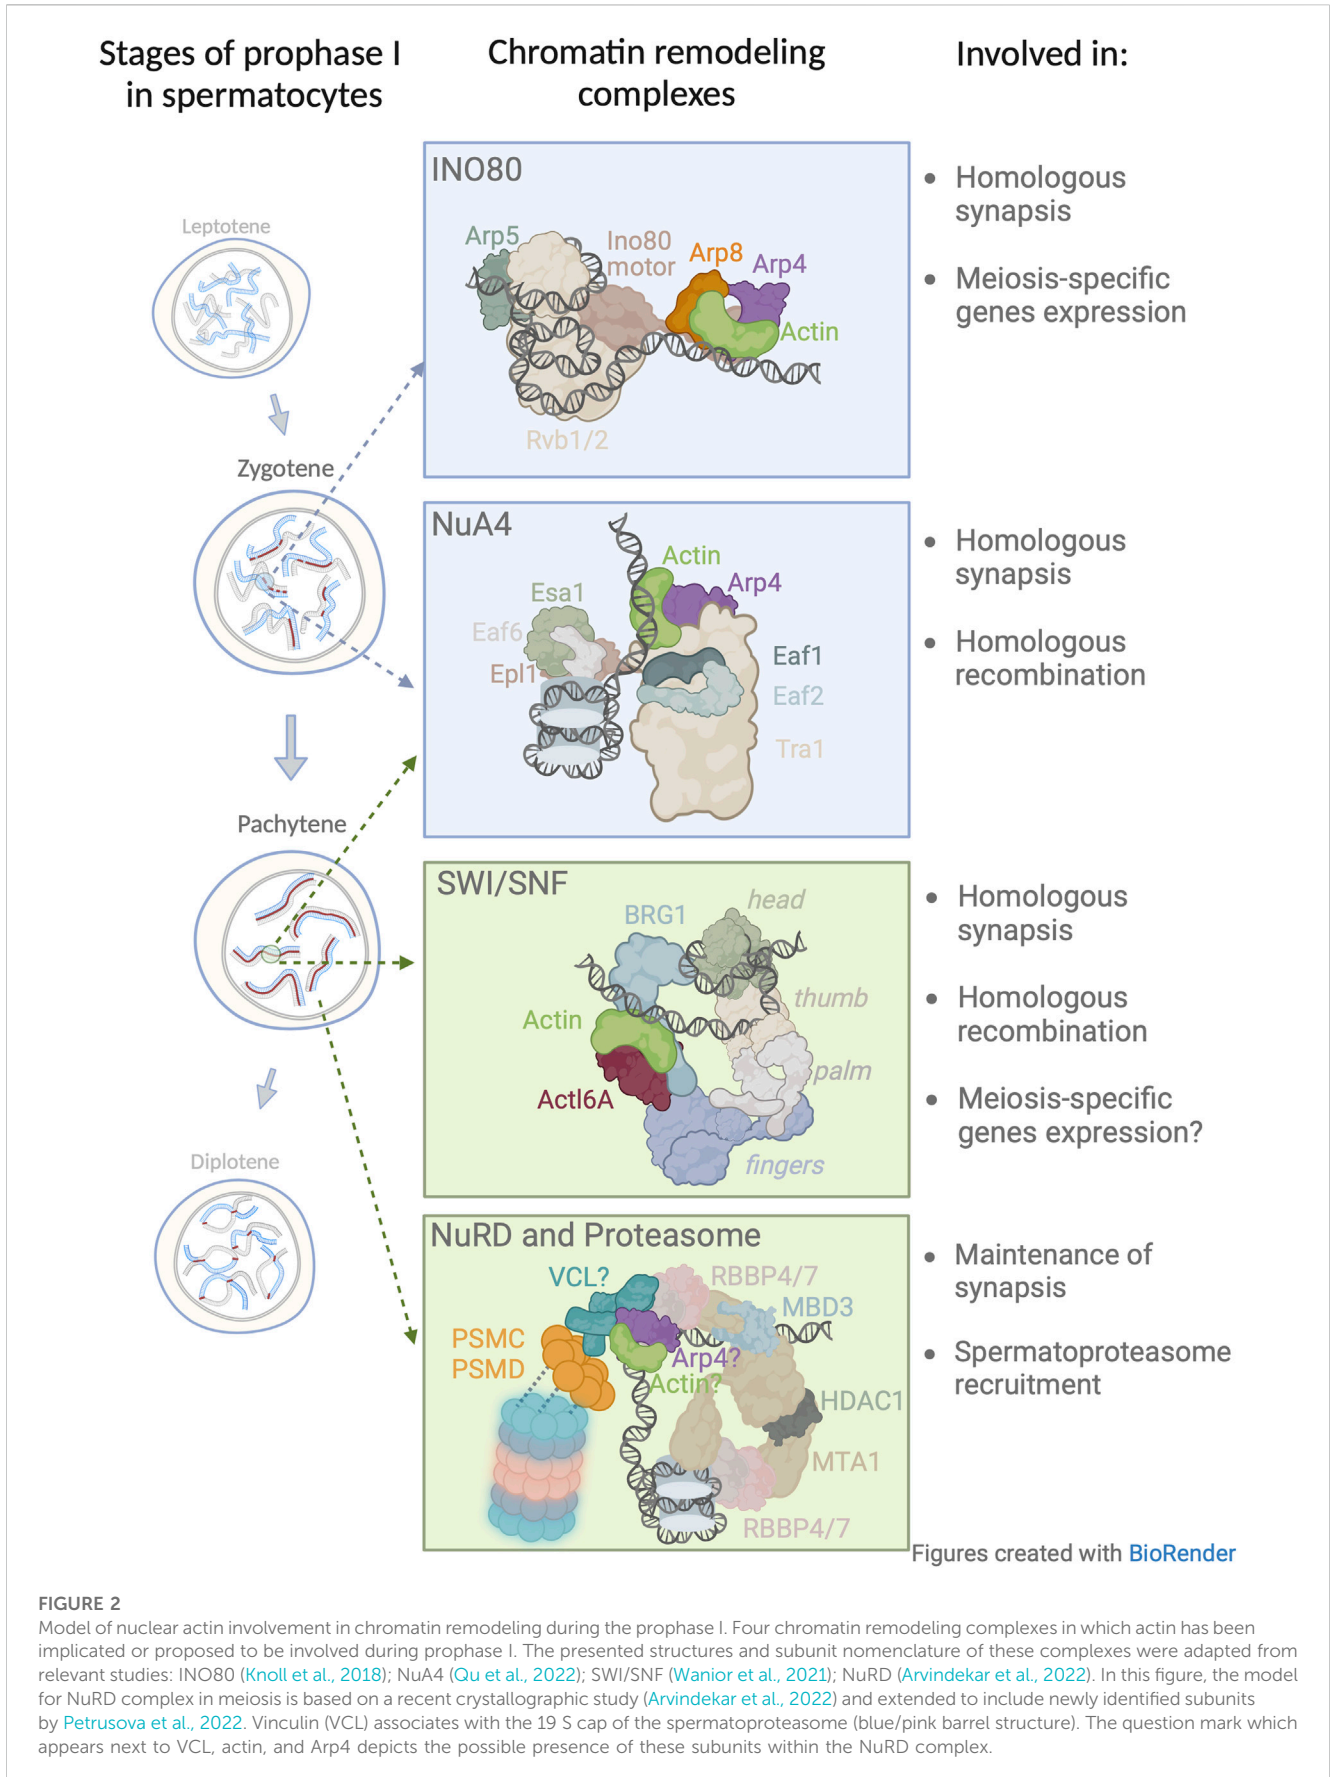 Stages of prophase I
in spermatocytes
Chromatin remodeling
complexes
Involved in:
Leptotene
Zygotene
Pachytene
Diplotene
INO80
Arp5
Ino80
motor
Arp8
Arp4
Actin
Rvb1/2
• Homologous
synapsis
• Meiosis-specific
genes expression
NuA4
Actin
Arp4
Esa1
Eaf6
Epl1
Eaf1
Eaf2
Tra1
• Homologous
synapsis
• Homologous
recombination
SWI/SNF
head
BRG1
thumb
Actin
palm
Actl6A
fingers
• Homologous
synapsis
• Homologous
recombination
• Meiosis-specific
genes expression?
NuRD and Proteasome
VCL?
RBBP4/7
MBD3
PSMC
PSMD
Arp4?
Actin?
HDAC1
MTA1
RBBP4/7
• Maintenance of
synapsis
• Spermatoproteasome
recruitment
Figures created with BioRender
FIGURE 2
Model of nuclear actin involvement in chromatin remodeling during the prophase I. Four chromatin remodeling complexes in which actin has been
implicated or proposed to be involved during prophase I. The presented structures and subunit nomenclature of these complexes were adapted from
relevant studies: INO80 (Knoll et al., 2018); NuA4 (Qu et al., 2022); SWI/SNF (Wanior et al., 2021); NuRD (Arvindekar et al., 2022). In this figure, the model
for NuRD complex in meiosis is based on a recent crystallographic study (Arvindekar et al., 2022) and extended to include newly identified subunits
by Petrusova et al., 2022. Vinculin (VCL) associates with the 19 S cap of the spermatoproteasome (blue/pink barrel structure). The question mark which
appears next to VCL, actin, and Arp4 depicts the possible presence of these subunits within the NuRD complex.